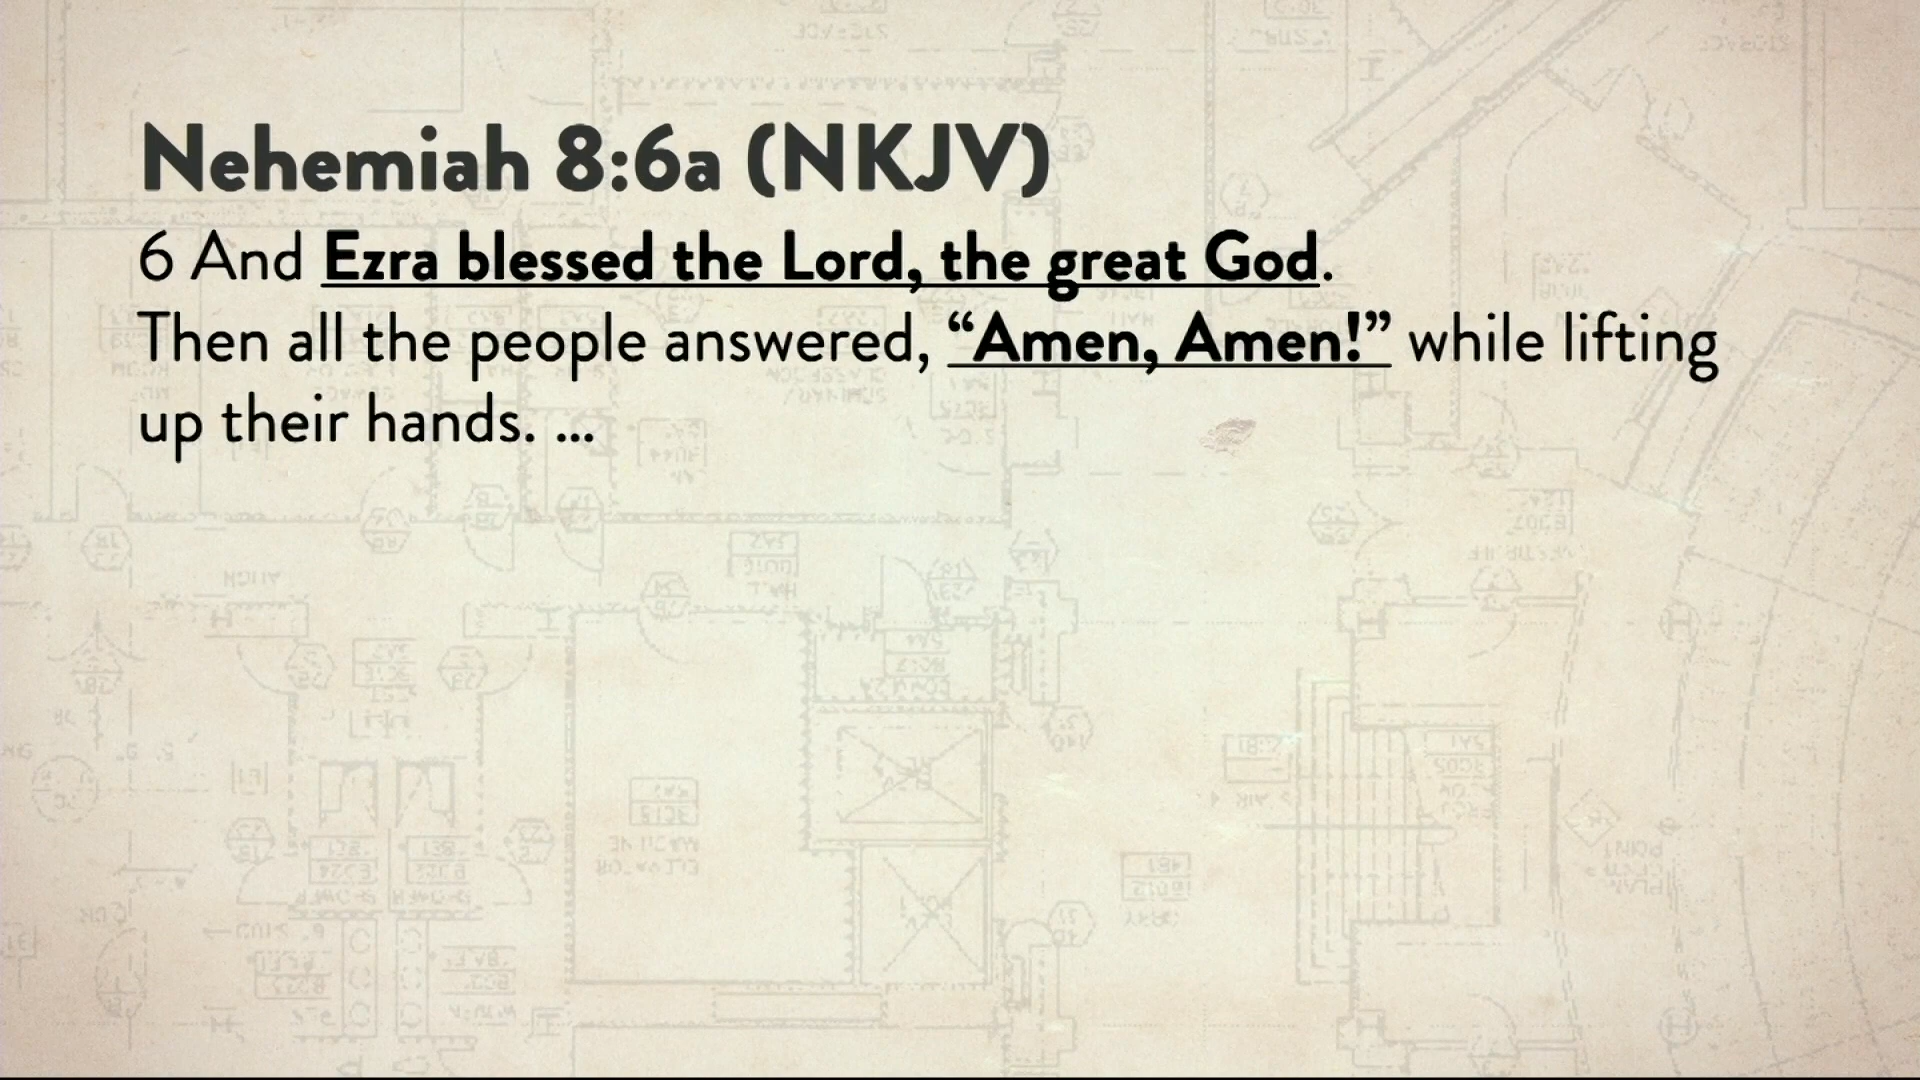 Nehemiah 8:6a (NKJV)
6 And Ezra blessed the Lord, the great God.
Then all the people answered, “Amen, Amen!” while lifting
up their hands. ...